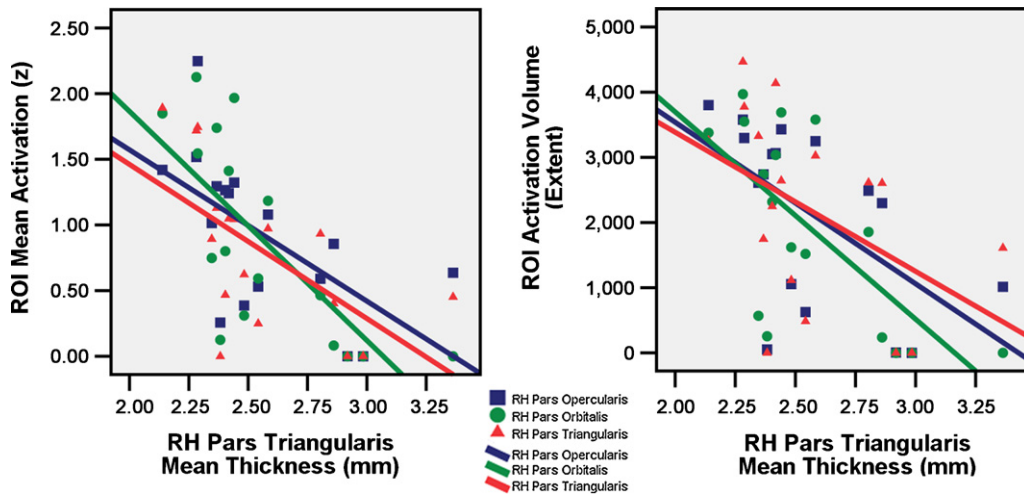 ROI Mean Activation (z)
2.50
2.00
1.50
1.00
0.50
0.00
2.00 2.25 2.50 2.75 3.00 3.25
RH Pars Triangularis
Mean Thickness (mm)
ROI Activation Volume
(Extent)
5,000
4,000
3,000
2,000
1,000
0
2.00 2.25 2.50 2.75 3.00 3.25
RH Pars Triangularis
Mean Thickness (mm)
RH Pars Opercularis
RH Pars Orbitalis
RH Pars Triangularis
RH Pars Opercularis
RH Pars Orbitalis
RH Pars Triangularis